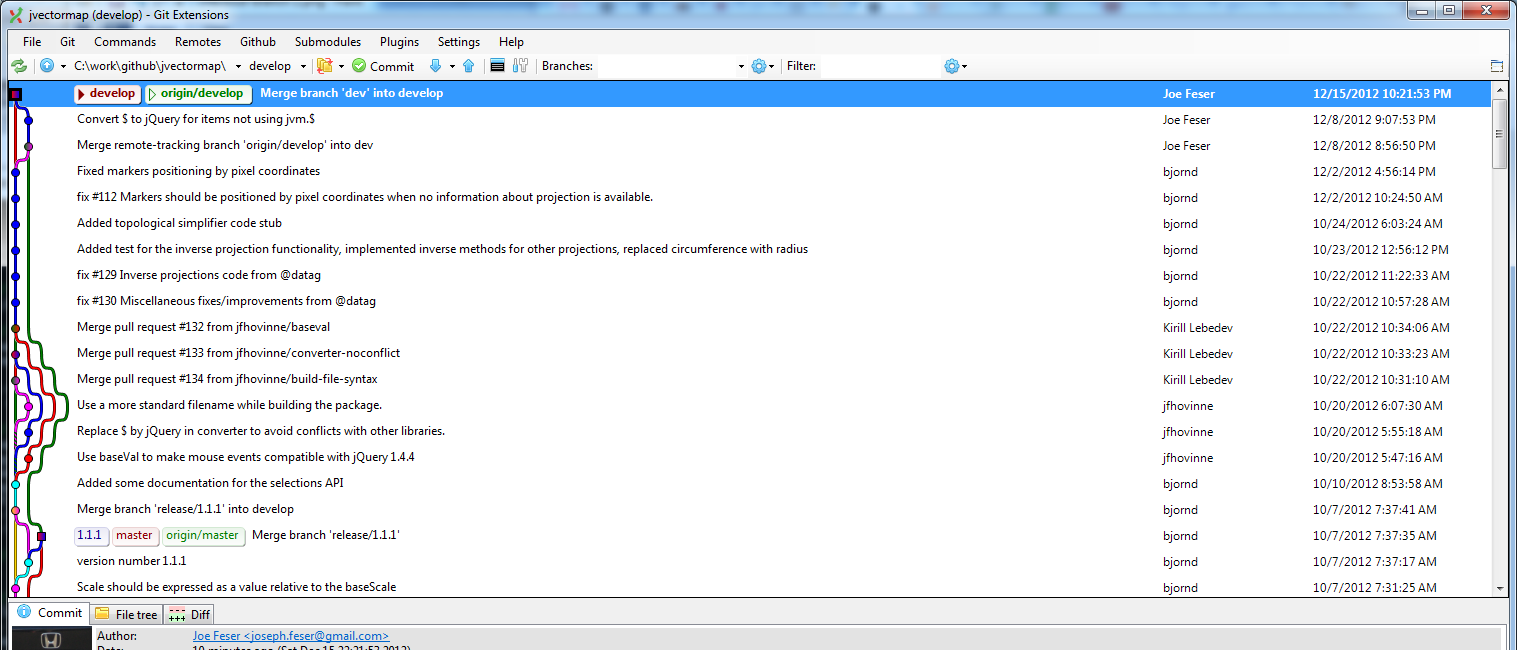 jvectormap (develop) - Git Extensions
File Git Commands Remotes Github Submodules Plugins Settings Help
C:\work\github\jvectormap\ develop Commit Branches: Filter:
develop origin/develop Merge branch 'dev' into develop Joe Feser 12/15/2012 10:21:53 PM
Convert $ to jQuery for items not using jvm.$ Joe Feser 12/8/2012 9:07:53 PM
Merge remote-tracking branch 'origin/develop' into dev Joe Feser 12/8/2012 8:56:50 PM
Fixed markers positioning by pixel coordinates bjornd 12/2/2012 4:56:14 PM
fix #112 Markers should be positioned by pixel coordinates when no information about projection is available. bjornd 12/2/2012 10:24:50 AM
Added topological simplifier code stub bjornd 10/24/2012 6:03:24 AM
Added test for the inverse projection functionality, implemented inverse methods for other projections, replaced circumference with radius bjornd 10/23/2012 12:56:12 PM
fix #129 Inverse projections code from @datag bjornd 10/22/2012 11:22:33 AM
fix #130 Miscellaneous fixes/improvements from @datag bjornd 10/22/2012 10:57:28 AM
Merge pull request #132 from jfhovinne/baseval Kirill Lebedev 10/22/2012 10:34:06 AM
Merge pull request #133 from jfhovinne/converter-noconflict Kirill Lebedev 10/22/2012 10:33:23 AM
Merge pull request #134 from jfhovinne/build-file-syntax Kirill Lebedev 10/22/2012 10:31:10 AM
Use a more standard filename while building the package. jfhovinne 10/20/2012 6:07:30 AM
Replace $ by jQuery in converter to avoid conflicts with other libraries. jfhovinne 10/20/2012 5:55:18 AM
Use baseVal to make mouse events compatible with jQuery 1.4.4 jfhovinne 10/20/2012 5:47:16 AM
Added some documentation for the selections API bjornd 10/10/2012 8:53:58 AM
Merge branch 'release/1.1.1' into develop bjornd 10/7/2012 7:37:41 AM
1.1.1 master origin/master Merge branch 'release/1.1.1' bjornd 10/7/2012 7:37:35 AM
version number 1.1.1 bjornd 10/7/2012 7:37:17 AM
Scale should be expressed as a value relative to the baseScale bjornd 10/7/2012 7:31:25 AM
Commit File tree Diff
Author: Joe Feser <joseph.feser@gmail.com>
Date: 10 minutes ago (Sat Dec 15 22:21:53 2012)